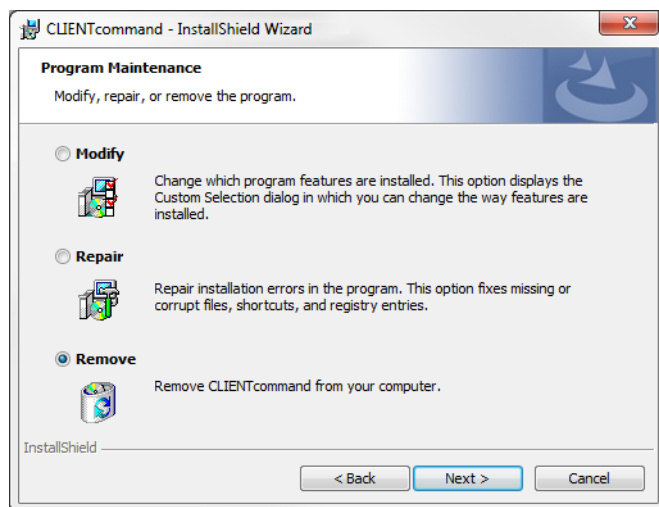 CLIENTcommand - InstallShield Wizard
Program Maintenance
Modify, repair, or remove the program.
Modify
Change which program features are installed. This option displays the
Custom Selection dialog in which you can change the way features are
installed.
Repair
Repair installation errors in the program. This option fixes missing or
corrupt files, shortcuts, and registry entries.
Remove
Remove CLIENTcommand from your computer.
InstallShield
< Back
Next >
Cancel